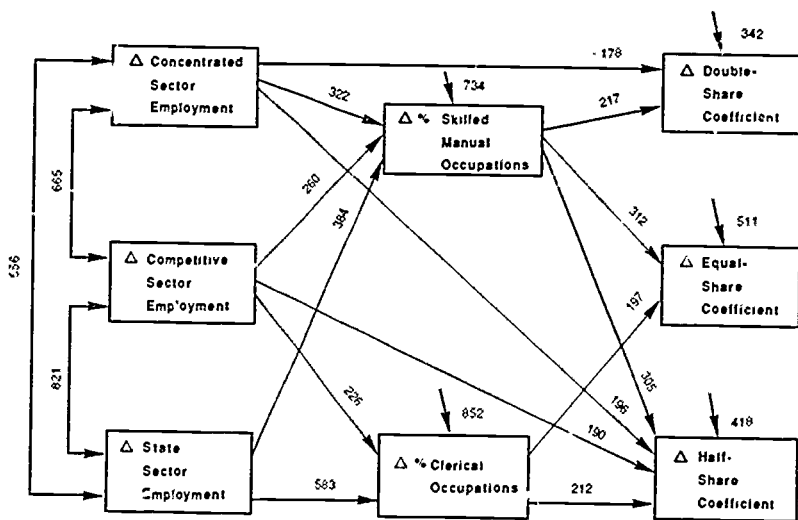 342
△ Concentrated
Sector
Employment
- 178
△ Double-
Share
Coefficient
322
734
217
△ % Skilled
Manual
Occupations
665
260
384
312
511
556
△ Competitive
Sector
Employment
△ Equal-
Share
Coefficient
197
821
226
305
196
190
852
418
△ State
Sector
Employment
△ % Clerical
Occupations
△ Half-
Share
Coefficient
583
212